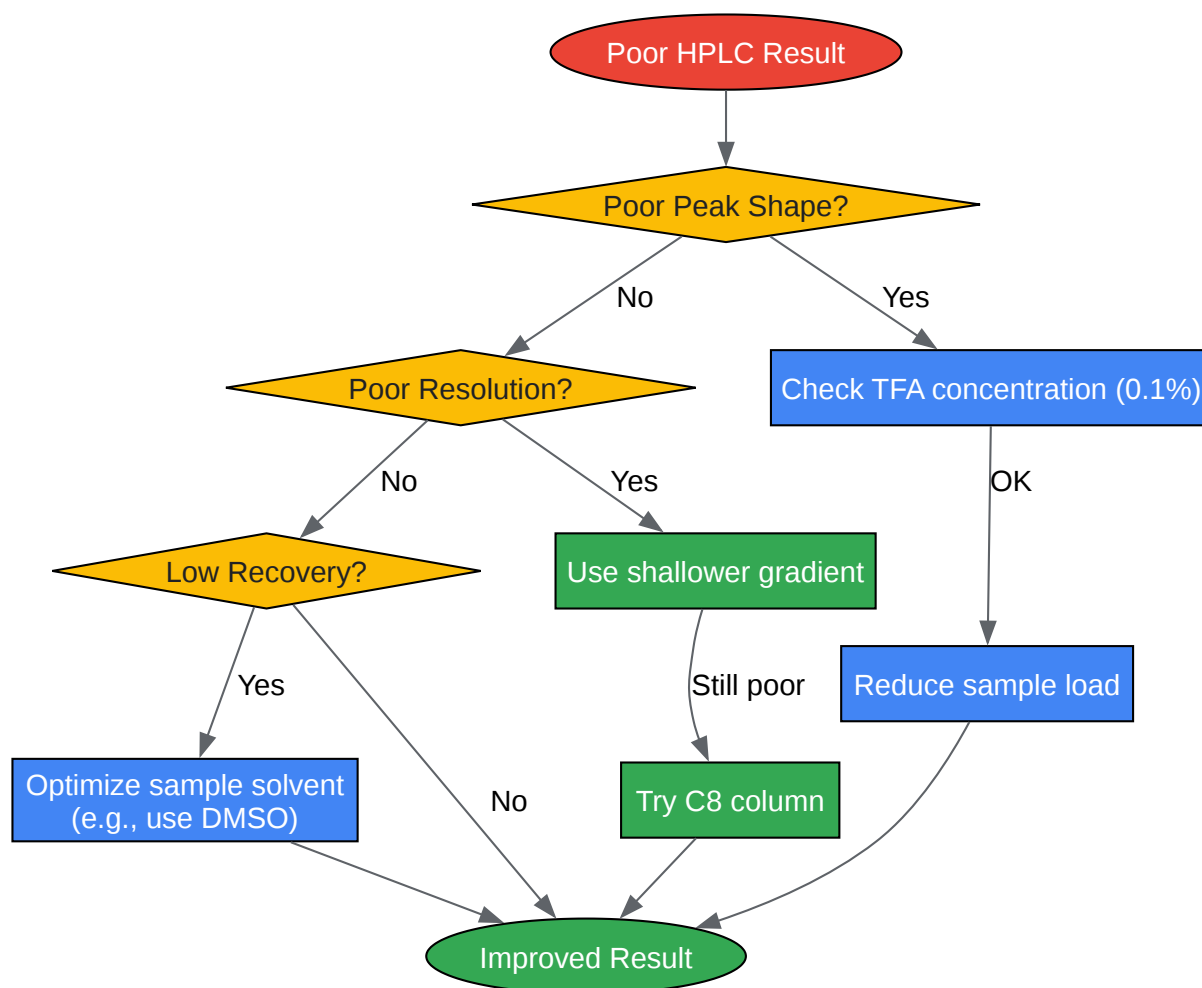 Poor HPLC Result
Poor Peak Shape?
No
Yes
Poor Resolution?
Check TFA concentration (0.1%)
No
Yes
OK
Low Recovery?
Use shallower gradient
Yes
Still poor
Reduce sample load
Optimize sample solvent
(e.g., use DMSO)
No
Try C8 column
Improved Result